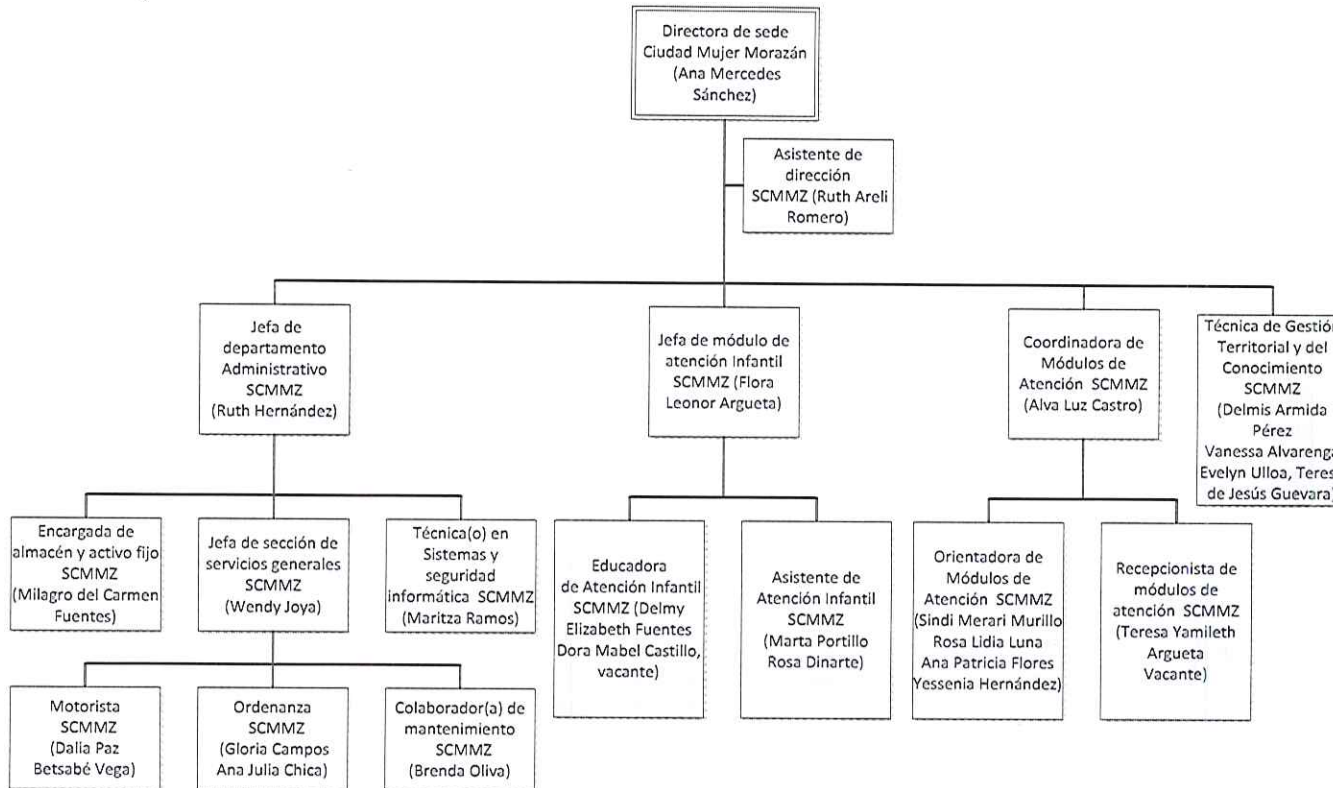 Directora de sede
Ciudad Mujer Morazán
(Ana Mercedes
Sánchez)
Asistente de
dirección
SCMMZ (Ruth Areli
Romero)
Jefa de
departamento
Administrativo
SCMMZ
(Ruth Hernández)
Jefa de módulo de
atención Infantil
SCMMZ (Flora
Leonor Argueta)
Coordinadora de
Módulos de
Atención SCMMZ
(Alva Luz Castro)
Técnica de Gestión
Territorial y del
Conocimiento
SCMMZ
(Delmis Armida
Pérez
Vanessa Alvarenga
Evelyn Ulloa, Teres
de Jesús Guevara)
Encargada de
almacén y activo fijo
SCMMZ
(Milagro del Carmen
Fuentes)
Jefa de sección de
servicios generales
SCMMZ
(Wendy Joya)
Técnica(o) en
Sistemas y
seguridad
informática SCMMZ
(Maritza Ramos)
Educadora
de Atención Infantil
SCMMZ (Delmy
Elizabeth Fuentes
Dora Mabel Castillo,
vacante)
Asistente de
Atención Infantil
SCMMZ
(Marta Portillo
Rosa Dinarte)
Orientadora de
Módulos de
Atención SCMMZ
(Sindi Merari Murillo
Rosa Lidia Luna
Ana Patricia Flores
Yessenia Hernández)
Recepcionista de
módulos de
atención SCMMZ
(Teresa Yamileth
Argueta
Vacante)
Motorista
SCMMZ
(Dalia Paz
Betsabé Vega)
Ordenanza
SCMMZ
(Gloria Campos
Ana Julia Chica)
Colaborador(a) de
mantenimiento
SCMMZ
(Brenda Oliva)